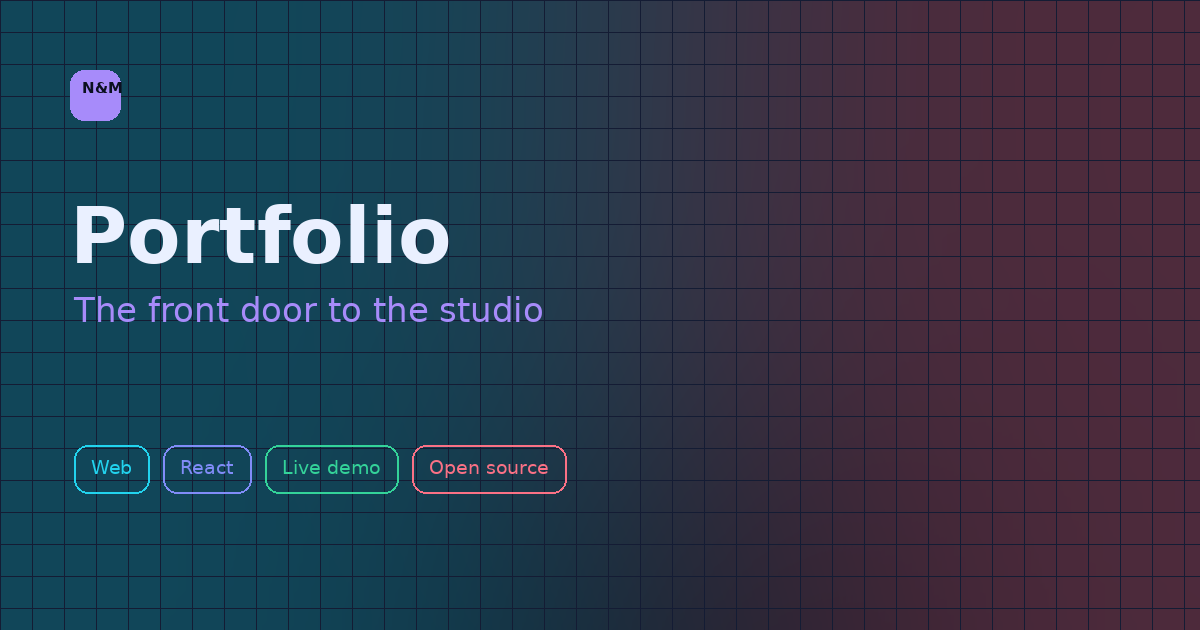 N&M
Portfolio
The front door to the studio
Web React Live demo Open source